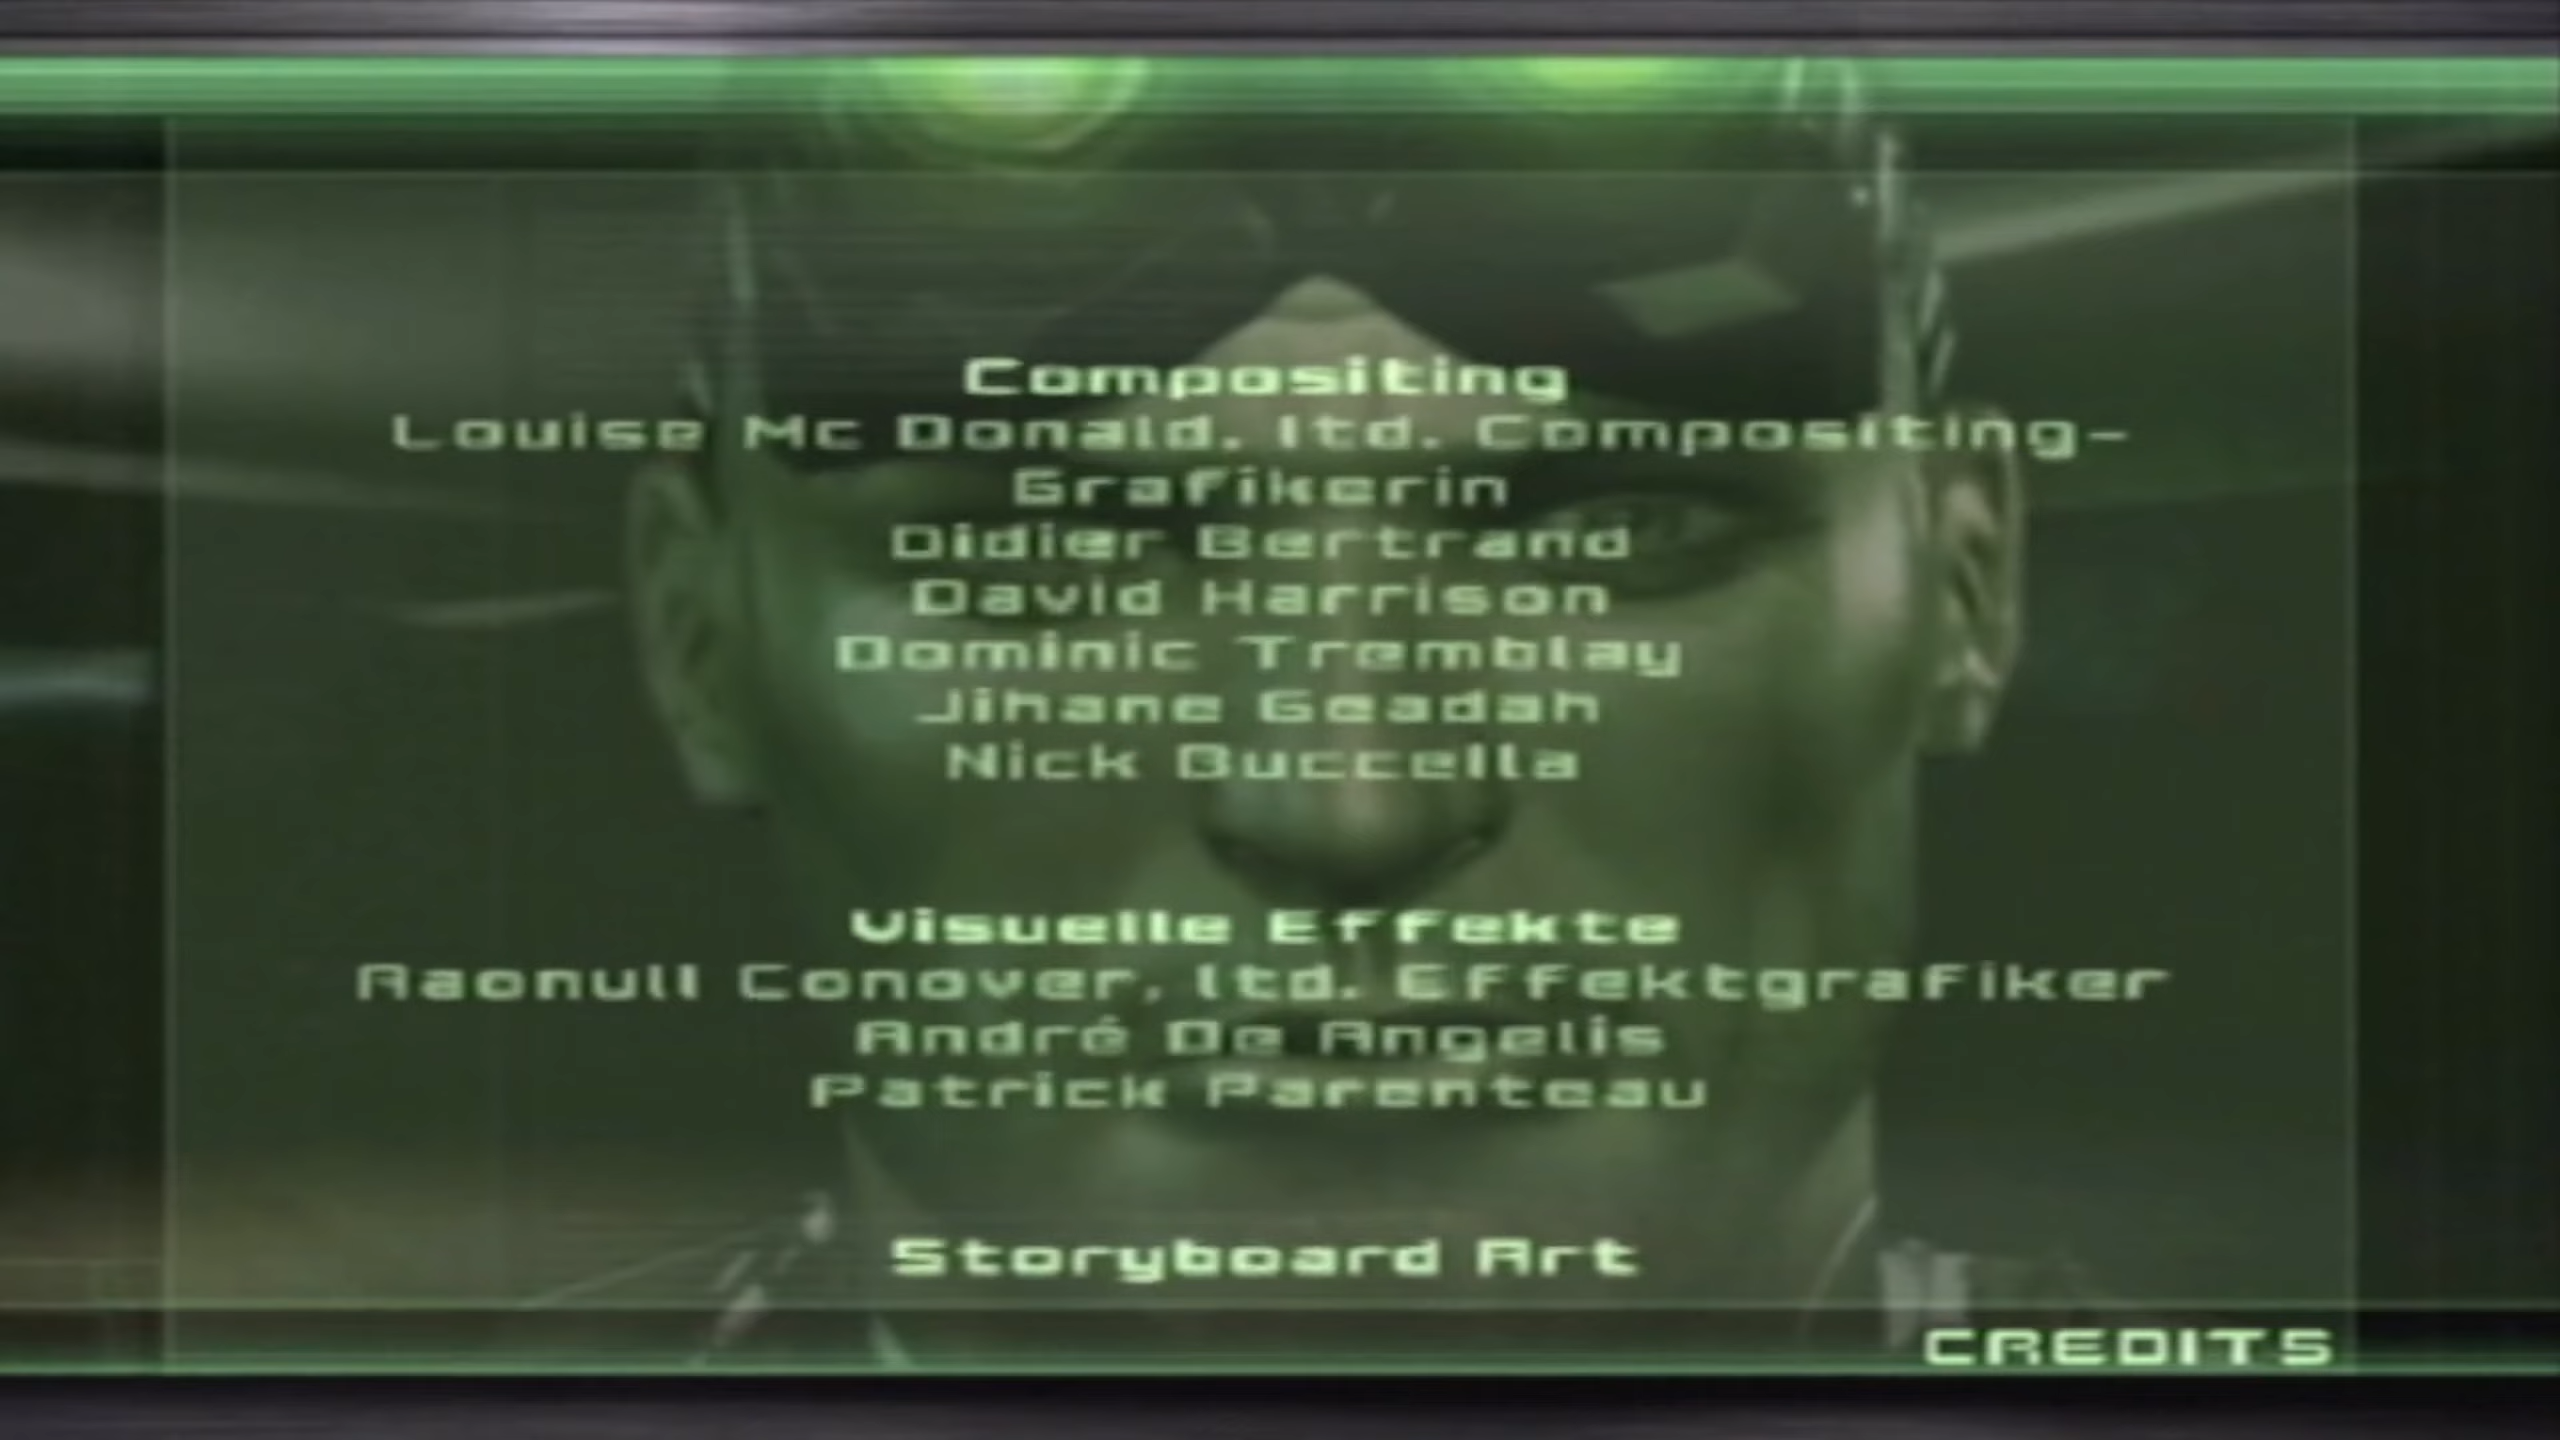 Compositing
Louise Mc Donald, ltd. Compositing-
Grafikerin
Didier Bertrand
David Harrison
Dominic Tremblay
Jihane Geadah
Nick Buccella
Visuelle Effekte
Raonull Conover, ltd. Effektgrafiker
André De Angelis
Patrick Parenteau
Storyboard Art
CREDITS